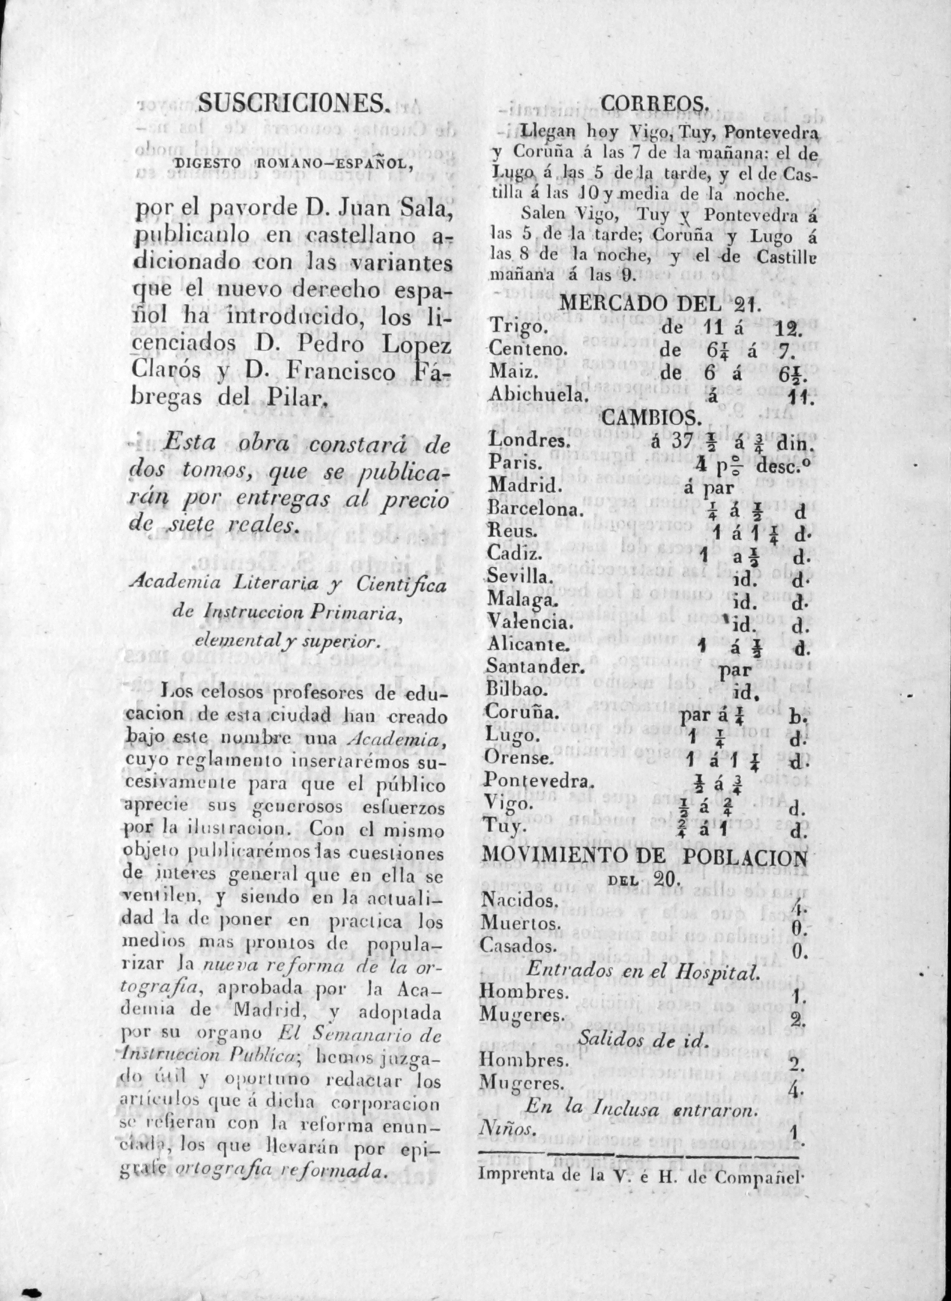 SUSCRICIONES.
DIGESTO ROMANO-ESPAÑOL,
por el pavorde D. Juan Sala,
publicanlo en castellano a-
dicionado con las variantes
que el nuevo derecho espa-
ñol ha introducido, los li-
cenciados D. Pedro Lopez
Clarós y D. Francisco Fá-
bregas del Pilar.
Esta obra constará de
dos tomos, que se publica-
rán por entregas al precio
de siete reales.
Academia Literaria y Cientifica
de Instruccion Primaria,
elemental y superior.
Los celosos profesores de edu-
cacion de esta ciudad han creado
bajo este nombre una Academia,
cuyo reglamento insertarémos su-
cesivamente para que el público
aprecie sus generosos esfuerzos
por la ilustracion. Con el mismo
objeto publicarémos las cuestiones
de interes general que en ella se
ventilen, y siendo en la actuali-
dad la de poner en practica los
medios mas prontos de popula-
rizar la nueva reforma de la or-
tografia, aprobada por la Aca-
demia de Madrid, y adoptada
por su organo El Semanario de
Instruccion Publica; hemos juzga-
do útil y oportuno redactar los
artículos que á dicha corporacion
se refieran con la reforma enun-
ciada, los que llevarán por epi-
grafe ortografia reformada.
CORREOS.
Llegan hoy Vigo, Tuy, Pontevedra
y Coruña á las 7 de la mañana: el de
Lugo á las 5 de la tarde, y el de Cas-
tilla á las 10 y media de la noche.
Salen Vigo, Tuy y Pontevedra á
las 5 de la tarde; Coruña y Lugo á
las 8 de la noche, y el de Castille
mañana á las 9.
MERCADO DEL 21.
Trigo. de 11 á 12.
Centeno. de 6¼ á 7.
Maiz. de 6 á 6½.
Abichuela. á 11.
CAMBIOS.
Londres. á 37 ½ á ¾ din.
Paris. 4 p% desc.º
Madrid. á par
Barcelona. ¼ á ½ d
Reus. 1 á 1 ¼ d.
Cadiz. 1 a ½ d.
Sevilla. id. d.
Malaga. id. d.
Valencia. id. d.
Alicante. 1 á ½ d.
Santander. par
Bilbao. id.
Coruña. par á ¼ b.
Lugo. 1 ¼ d.
Orense. 1 á 1 ¼ d.
Pontevedra. ½ á ¾
Vigo. ½ á 2/4 d.
Tuy. 2/4 á 1 d.
MOVIMIENTO DE POBLACION
DEL 20.
Nacidos. 4.
Muertos. 0.
Casados. 0.
Entrados en el Hospital.
Hombres. 1.
Mugeres. 2.
Salidos de id.
Hombres. 2.
Mugeres. 4.
En la Inclusa entraron.
Niños. 1.
Imprenta de la V. é H. de Compañel.